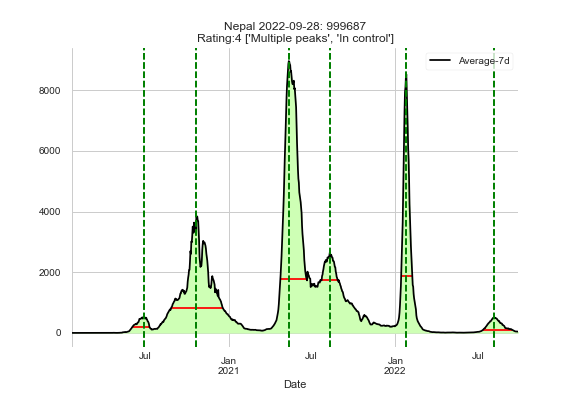 Nepal 2022-09-28: 999687
Rating:4 ['Multiple peaks', 'In control']
Average-7d
8000
6000
4000
2000
0
Jul
Jan
2021
Jul
Jan
2022
Jul
Date